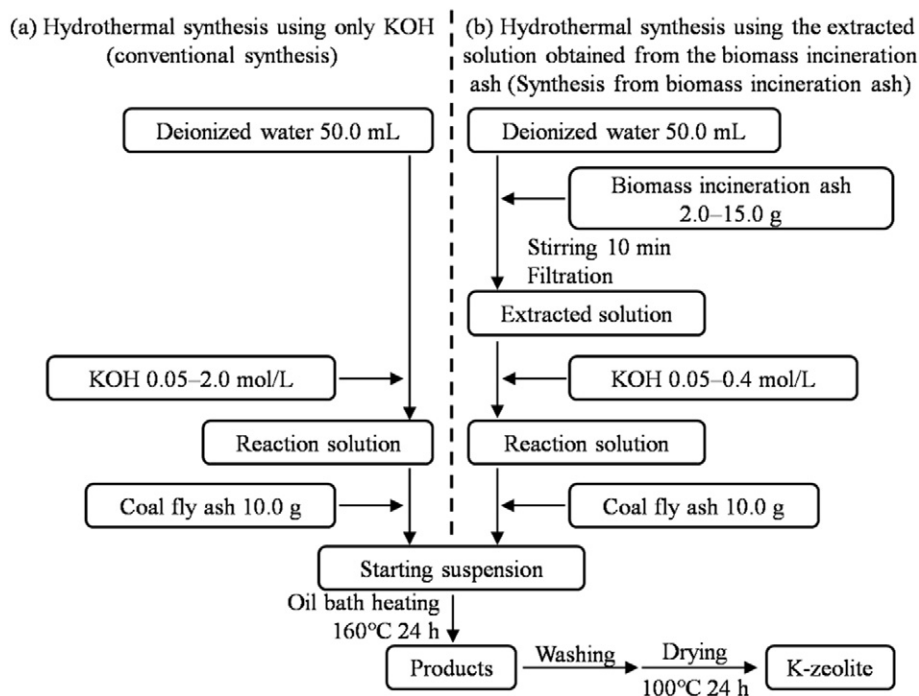 (a) Hydrothermal synthesis using only KOH
(conventional synthesis)
(b) Hydrothermal synthesis using the extracted
solution obtained from the biomass incineration
ash (Synthesis from biomass incineration ash)
Deionized water 50.0 mL
Deionized water 50.0 mL
Biomass incineration ash
2.0–15.0 g
Stirring 10 min
Filtration
Extracted solution
KOH 0.05–2.0 mol/L
KOH 0.05–0.4 mol/L
Reaction solution
Reaction solution
Coal fly ash 10.0 g
Coal fly ash 10.0 g
Starting suspension
Oil bath heating
160°C 24 h
Products
Washing
Drying
100°C 24 h
K-zeolite